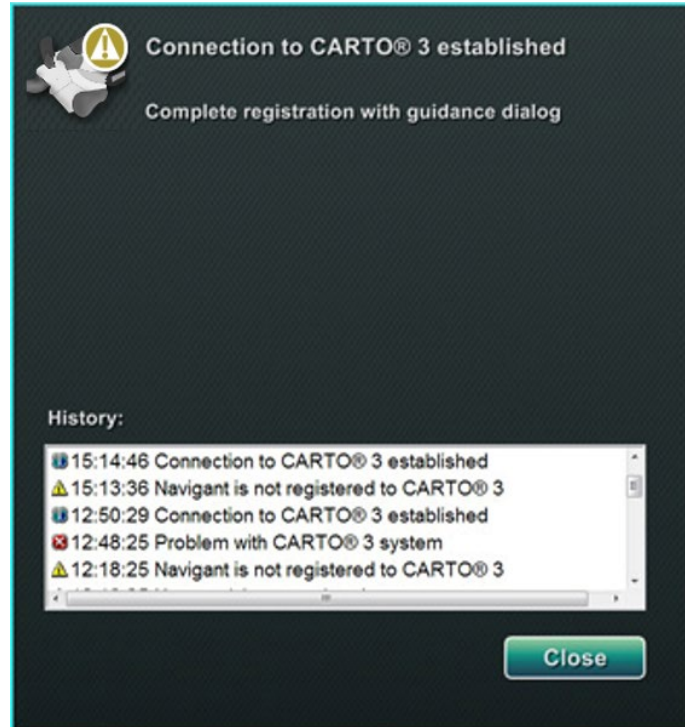 Connection to CARTO® 3 established
Complete registration with guidance dialog
History:
15:14:46 Connection to CARTO® 3 established
15:13:36 Navigant is not registered to CARTO® 3
12:50:29 Connection to CARTO® 3 established
12:48:25 Problem with CARTO® 3 system
12:18:25 Navigant is not registered to CARTO® 3
Close